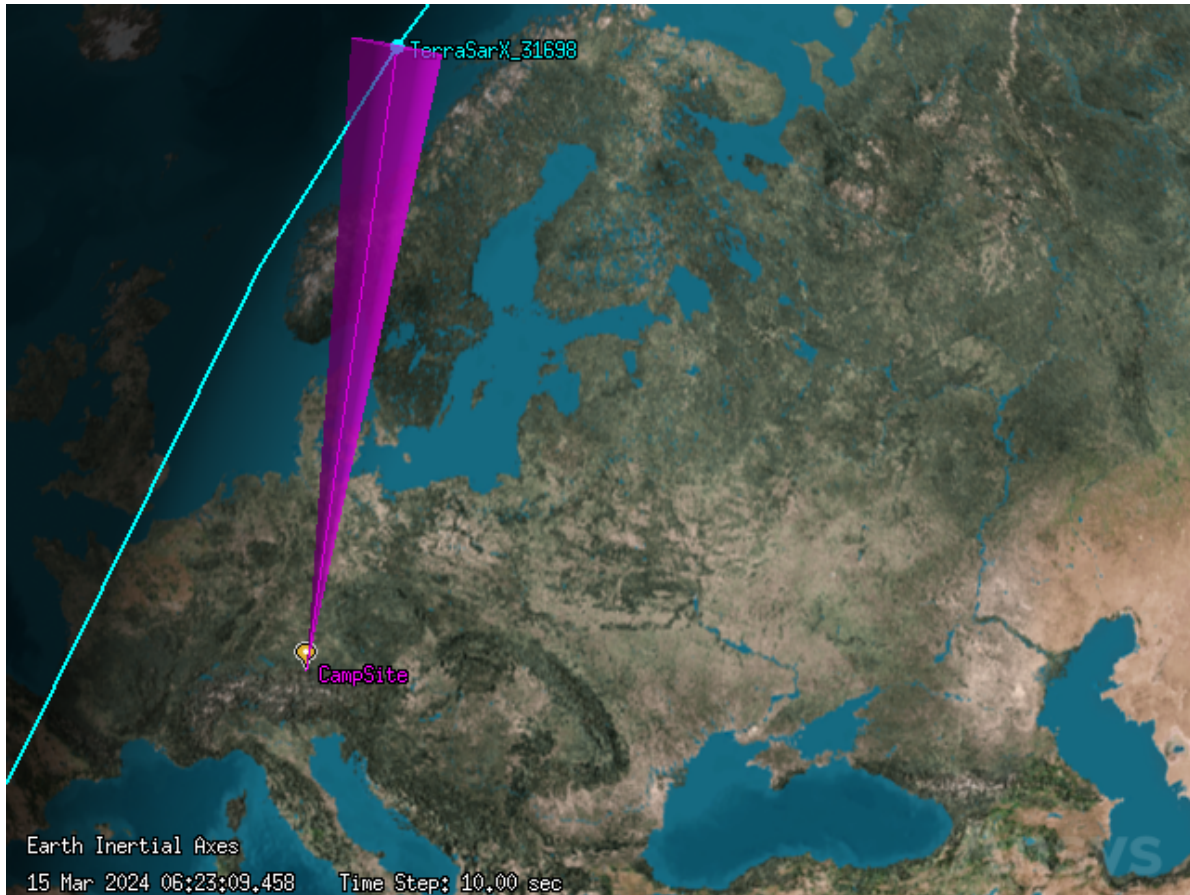 TerraSarX_31698
CampSite
Earth Inertial Axes
15 Mar 2024 06:23:09.458 Time Step: 10.00 sec